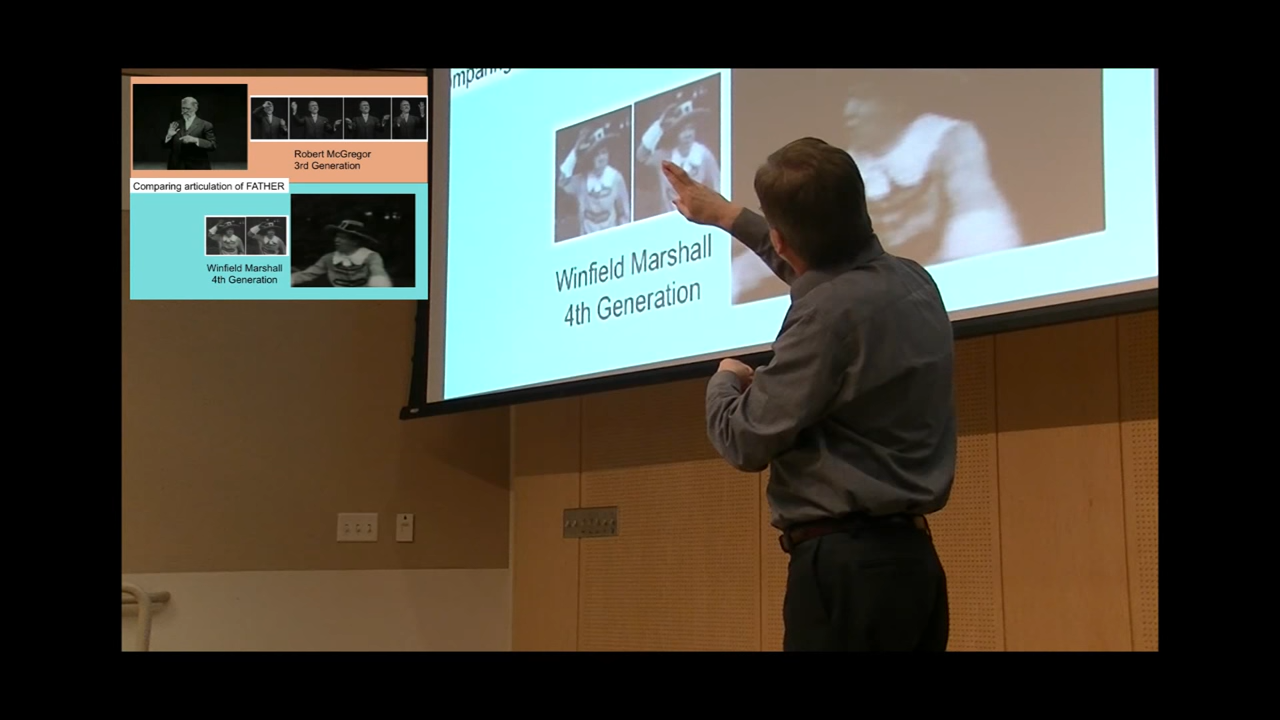 Robert McGregor
3rd Generation
Comparing articulation of FATHER
Winfield Marshall
4th Generation
Winfield Marshall
4th Generation